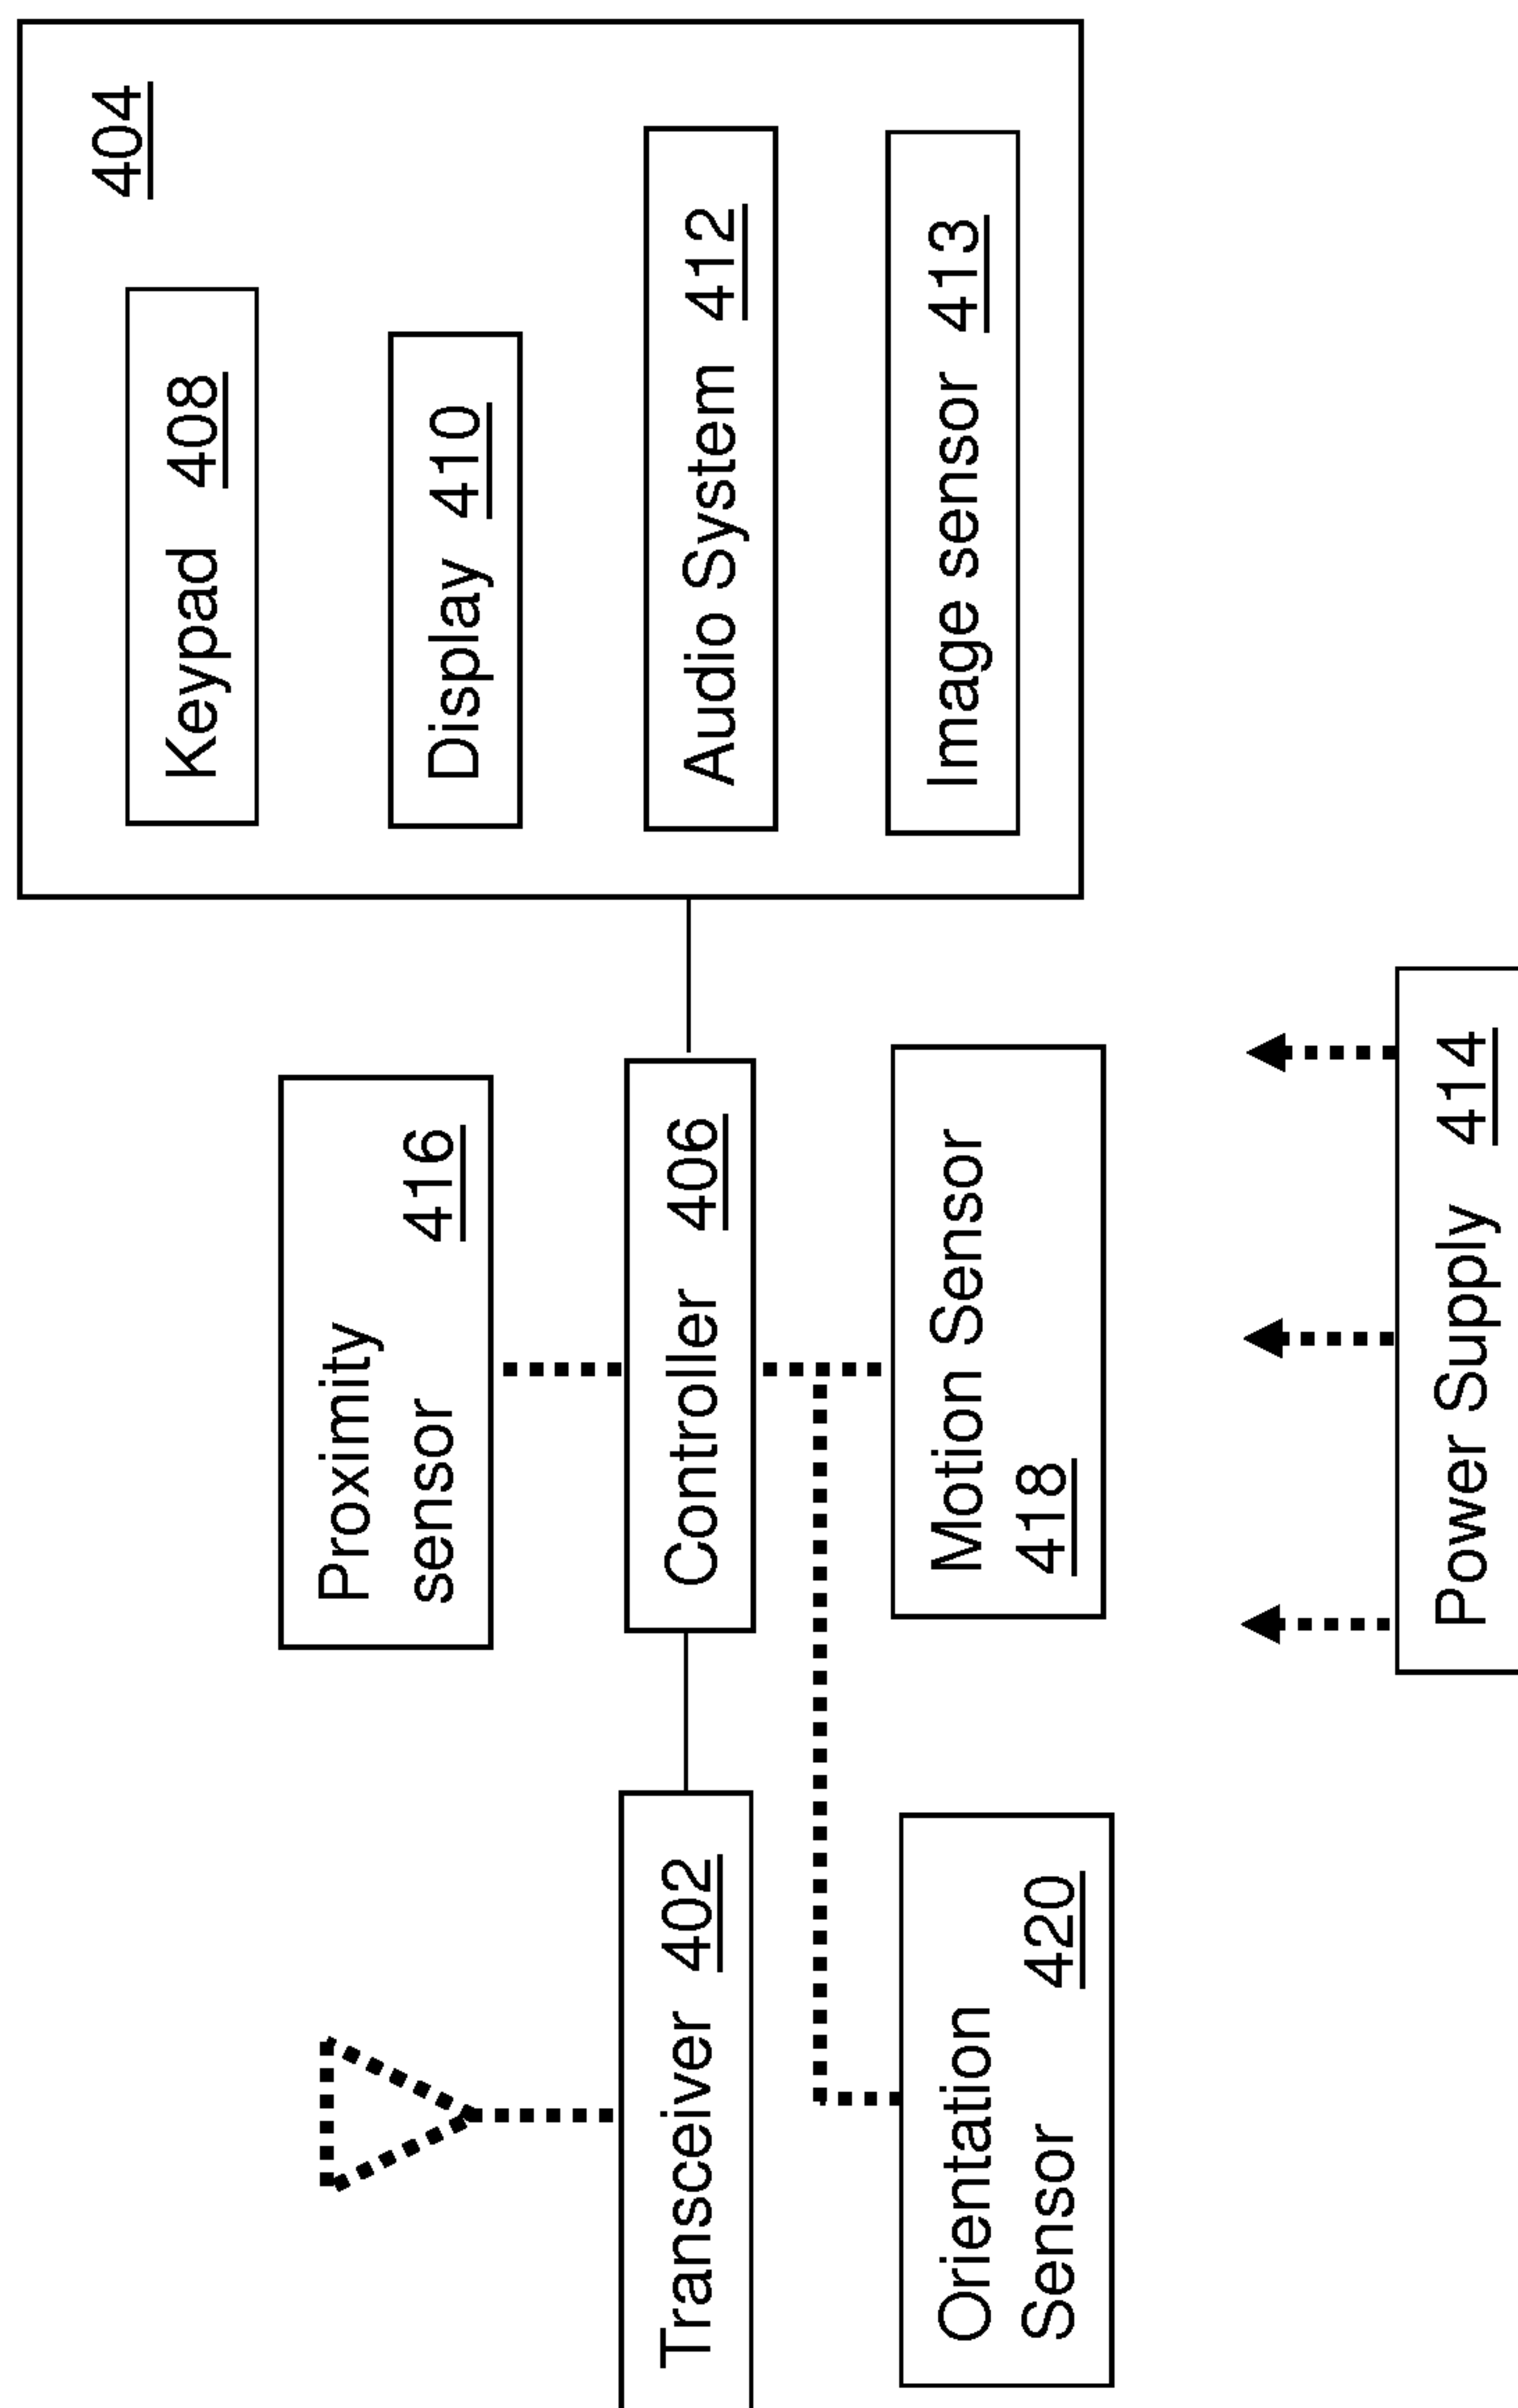 404
Keypad 408
Display 410
Audio System 412
Image sensor 413
Proximity
sensor 416
Controller 406
Motion Sensor
418
Transceiver 402
Orientation
Sensor 420
Power Supply 414